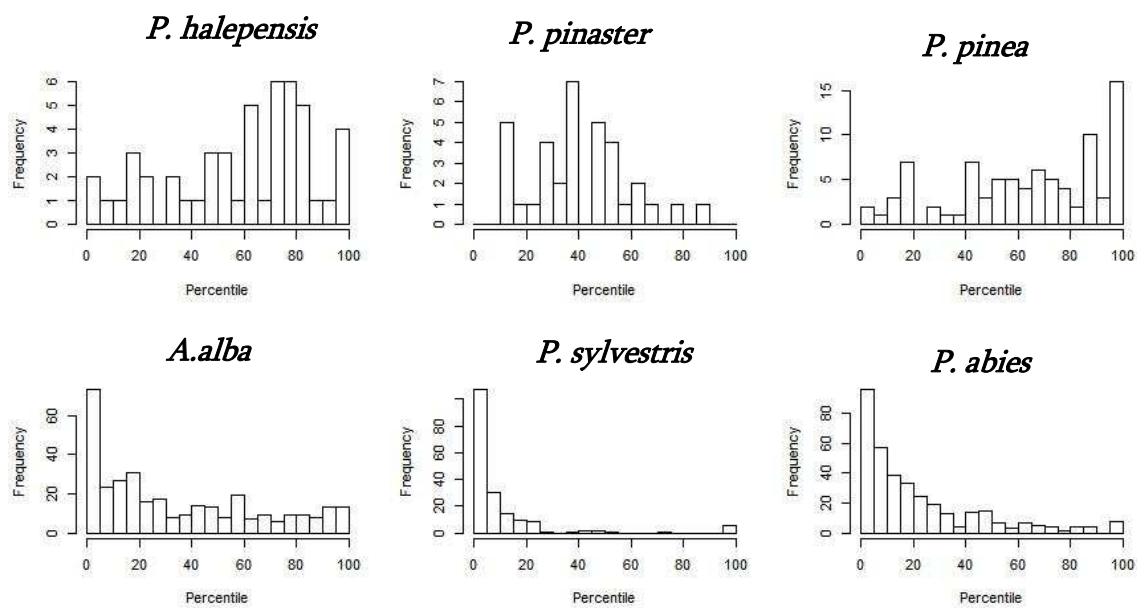 P. halepensis
P. pinaster
P. pinea
Frequency
0 1 2 3 4 5 6
0 20 40 60 80 100
Percentile
Frequency
0 1 2 3 4 5 6 7
0 20 40 60 80 100
Percentile
Frequency
0 5 10 15
0 20 40 60 80 100
Percentile
A.alba
P. sylvestris
P. abies
Frequency
0 20 40 60
0 20 40 60 80 100
Percentile
Frequency
0 20 40 60 80
0 20 40 60 80 100
Percentile
Frequency
0 20 40 60 80
0 20 40 60 80 100
Percentile